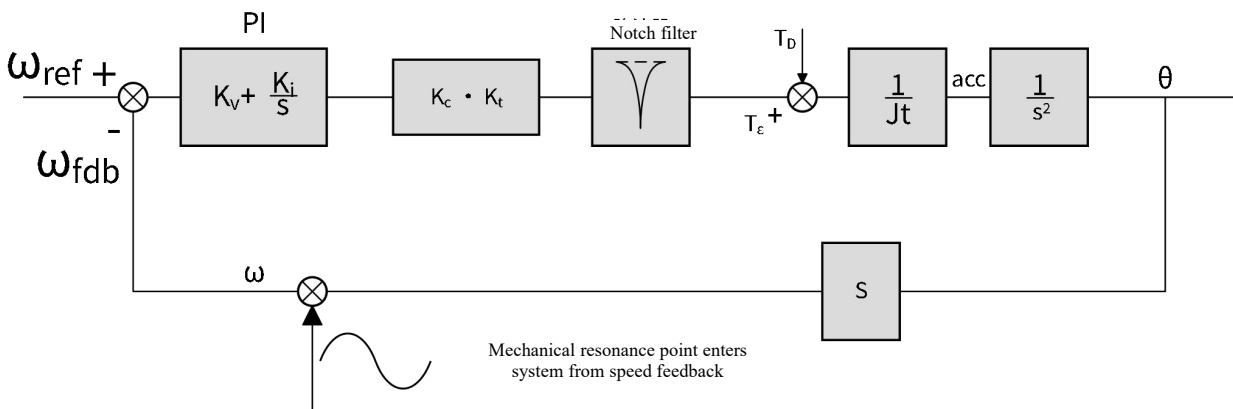 PI
Notch filter
ω_ref +
K_v + K_i/s
K_c · K_t
T_D
T_ε +
1/Jt
acc
1/s²
θ
-
ω_fdb
ω
S
Mechanical resonance point enters
system from speed feedback